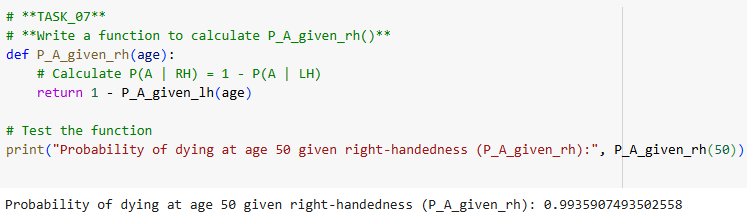 # **TASK_07**
# **Write a function to calculate P_A_given_rh()**
def P_A_given_rh(age):
    # Calculate P(A | RH) = 1 - P(A | LH)
    return 1 - P_A_given_lh(age)

# Test the function
print("Probability of dying at age 50 given right-handedness (P_A_given_rh):", P_A_given_rh(50))
Probability of dying at age 50 given right-handedness (P_A_given_rh): 0.9935907493502558